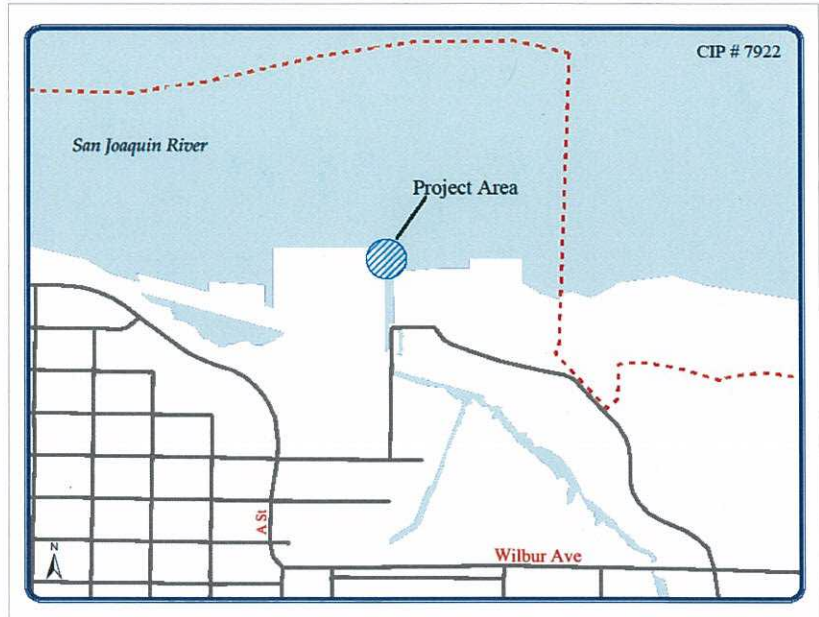 CIP # 7922
San Joaquin River
Project Area
A St
Wilbur Ave
N